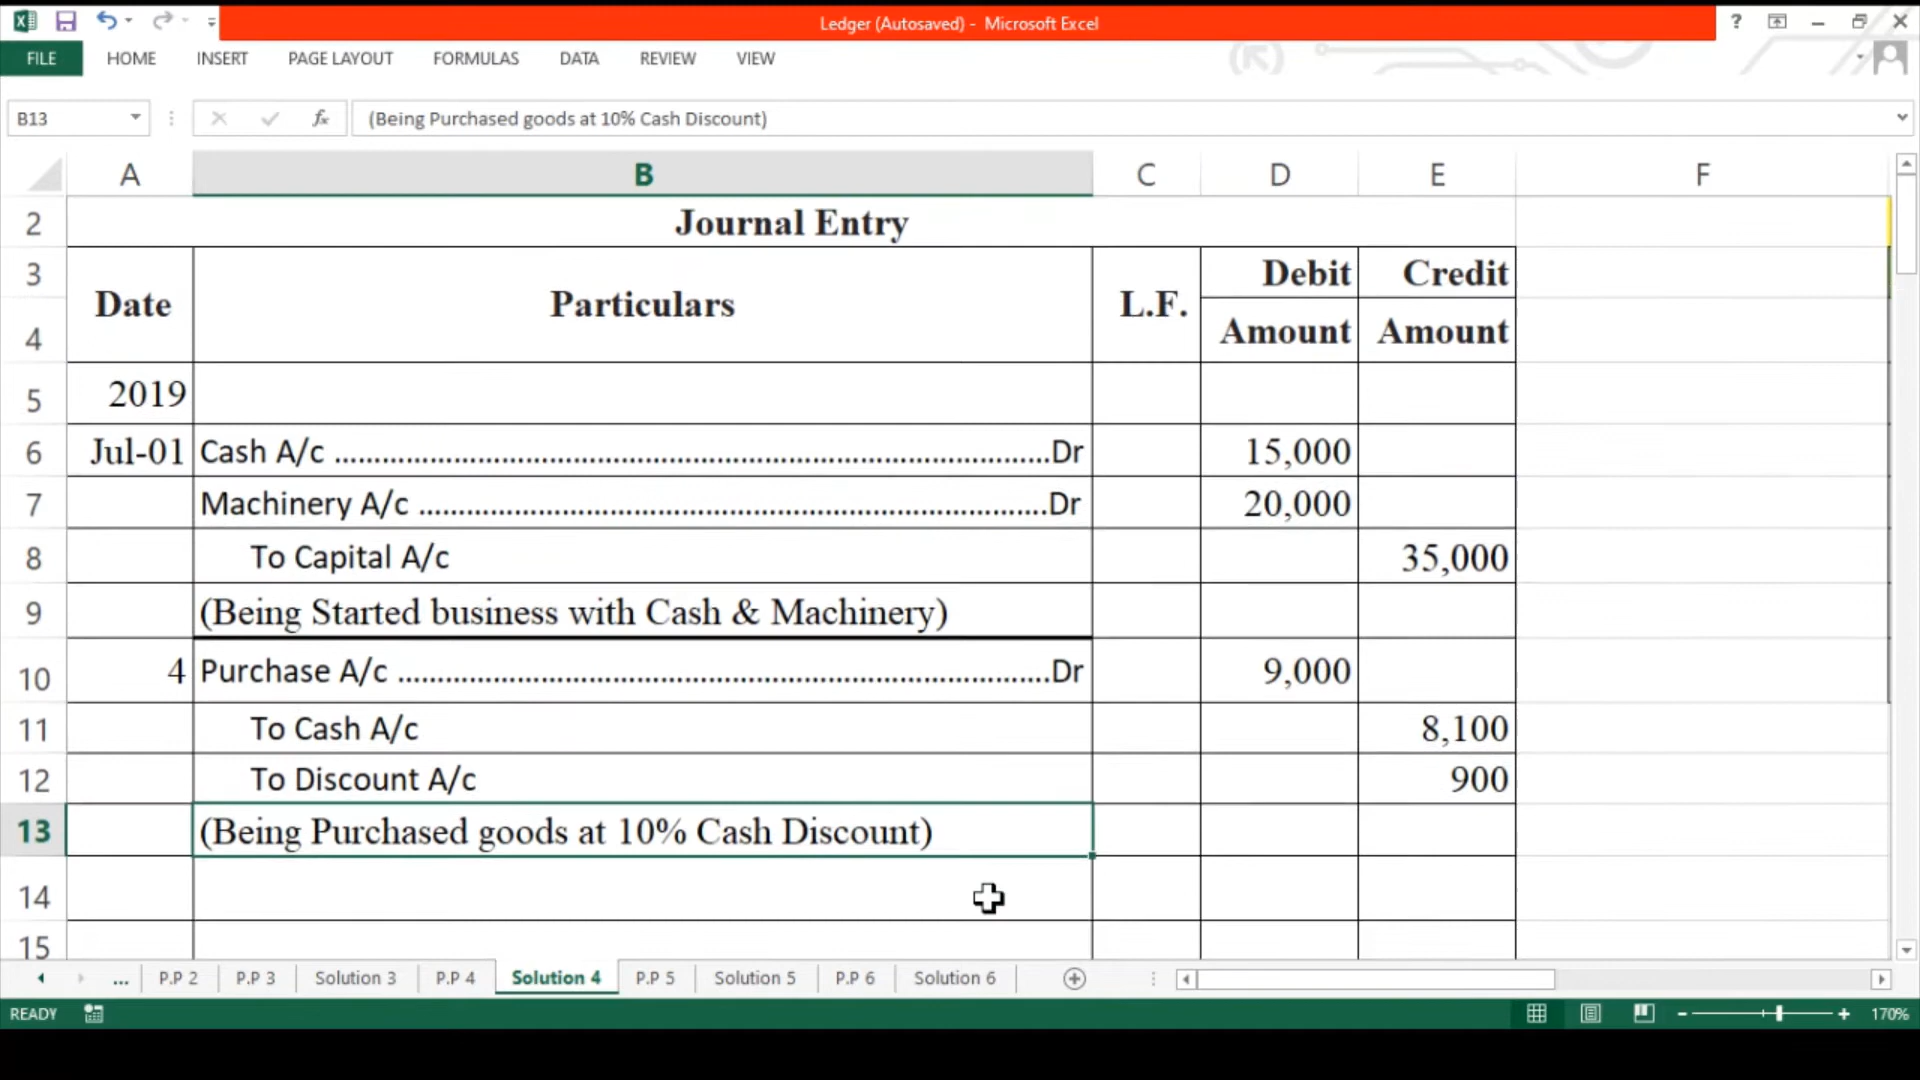 Ledger (Autosaved) - Microsoft Excel
?
FILE HOME INSERT PAGE LAYOUT FORMULAS DATA REVIEW VIEW
B13 fx (Being Purchased goods at 10% Cash Discount)
A B C D E F
2 Journal Entry
3 Debit Credit
Date Particulars L.F.
4 Amount Amount
5 2019
6 Jul-01 Cash A/c ..........................................................................................Dr 15,000
7 Machinery A/c ...............................................................................Dr 20,000
8 To Capital A/c 35,000
9 (Being Started business with Cash & Machinery)
10 4 Purchase A/c ..................................................................................Dr 9,000
11 To Cash A/c 8,100
12 To Discount A/c 900
13 (Being Purchased goods at 10% Cash Discount)
14
15
... P.P 2 P.P 3 Solution 3 P.P 4 Solution 4 P.P 5 Solution 5 P.P 6 Solution 6
READY 170%